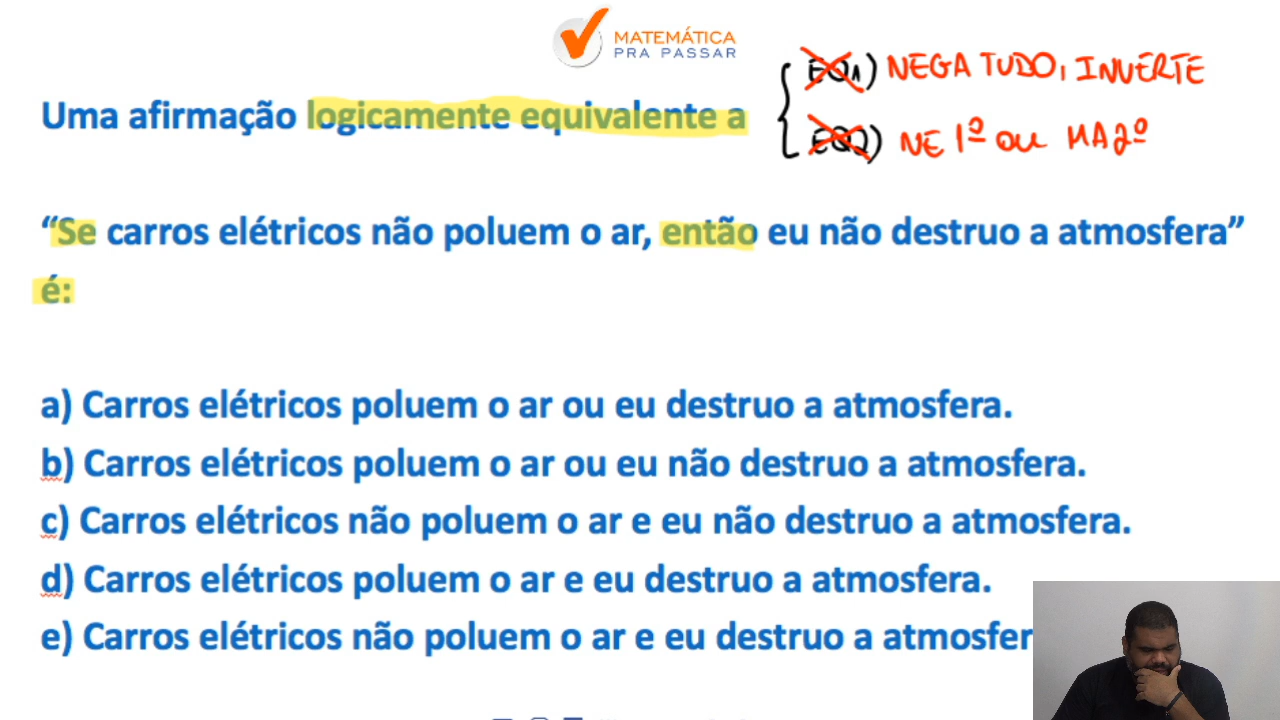 MATEMÁTICA
PRA PASSAR
EQ1) NEGA TUDO, INVERTE
Uma afirmação logicamente equivalente a
EQ2) NE 1º OU MA 2º
“Se carros elétricos não poluem o ar, então eu não destruo a atmosfera”
é:
a) Carros elétricos poluem o ar ou eu destruo a atmosfera.
b) Carros elétricos poluem o ar ou eu não destruo a atmosfera.
c) Carros elétricos não poluem o ar e eu não destruo a atmosfera.
d) Carros elétricos poluem o ar e eu destruo a atmosfera.
e) Carros elétricos não poluem o ar e eu destruo a atmosfer